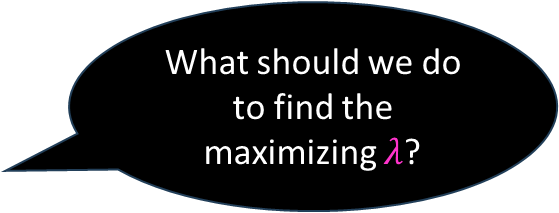 What should we do
to find the
maximizing λ?